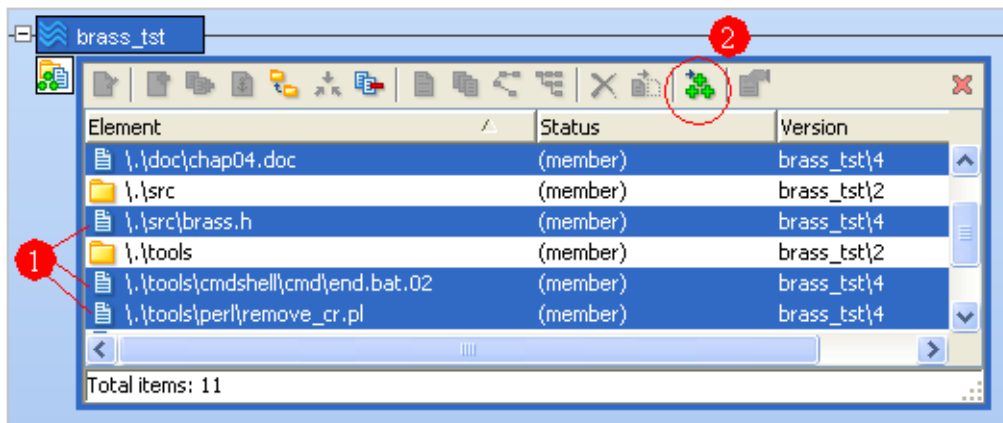 brass_tst
2
Element Status Version
\.\doc\chap04.doc (member) brass_tst\4
\.\src (member) brass_tst\2
\.\src\brass.h (member) brass_tst\4
\.\tools (member) brass_tst\2
1
\.\tools\cmdshell\cmd\end.bat.02 (member) brass_tst\4
\.\tools\perl\remove_cr.pl (member) brass_tst\4
Total items: 11